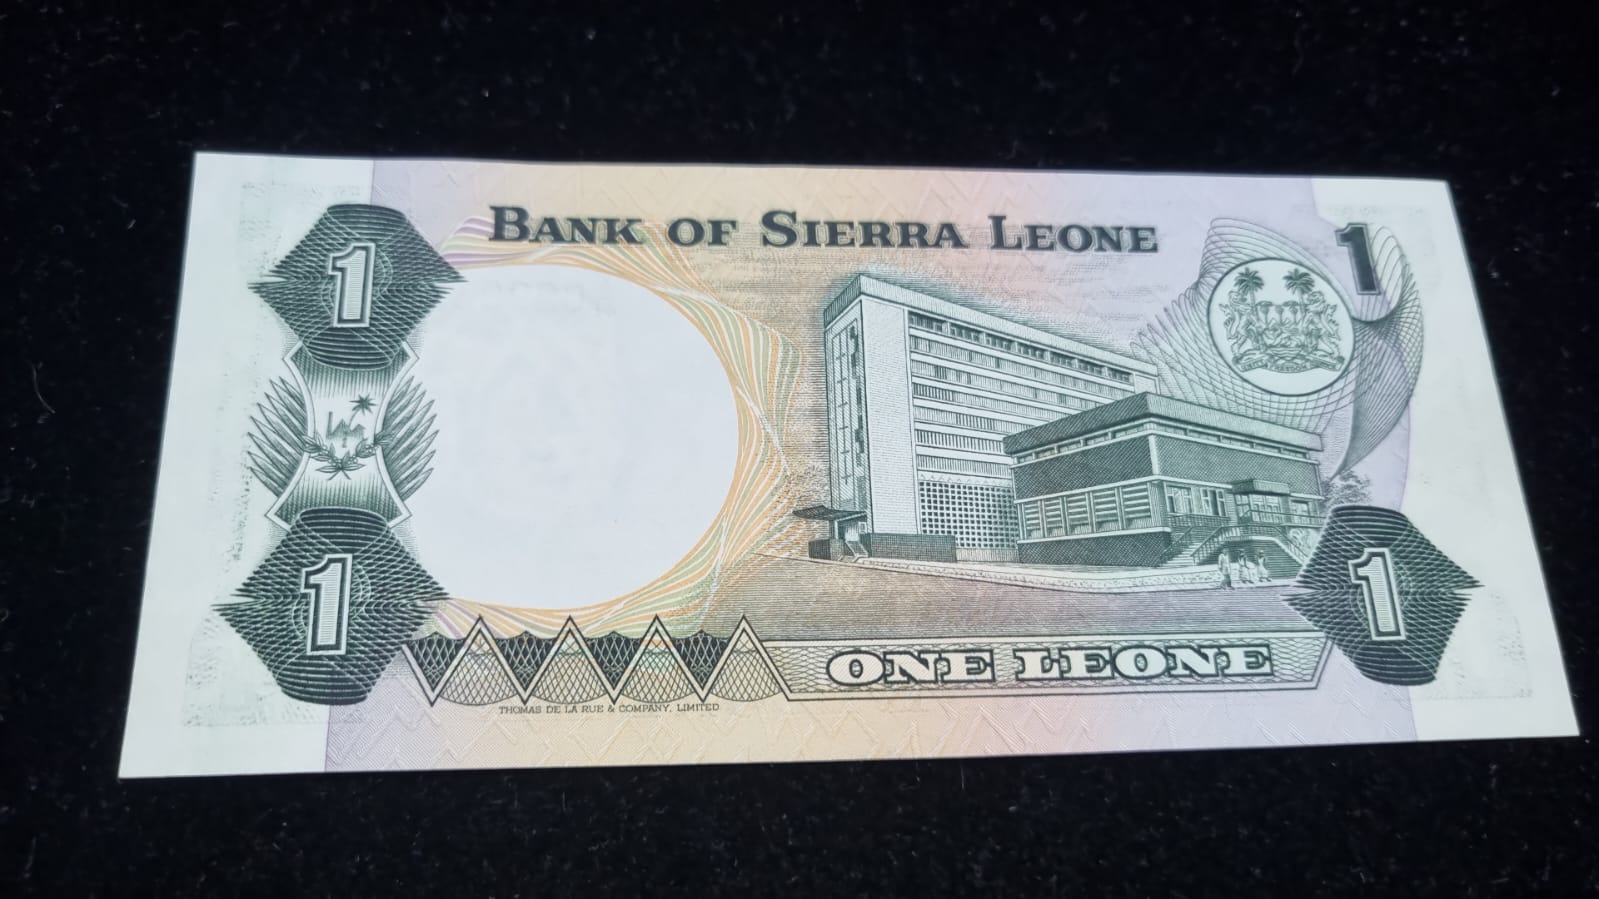 BANK OF SIERRA LEONE
1
1
1
ONE LEONE
1
THOMAS DE LA RUE & COMPANY, LIMITED